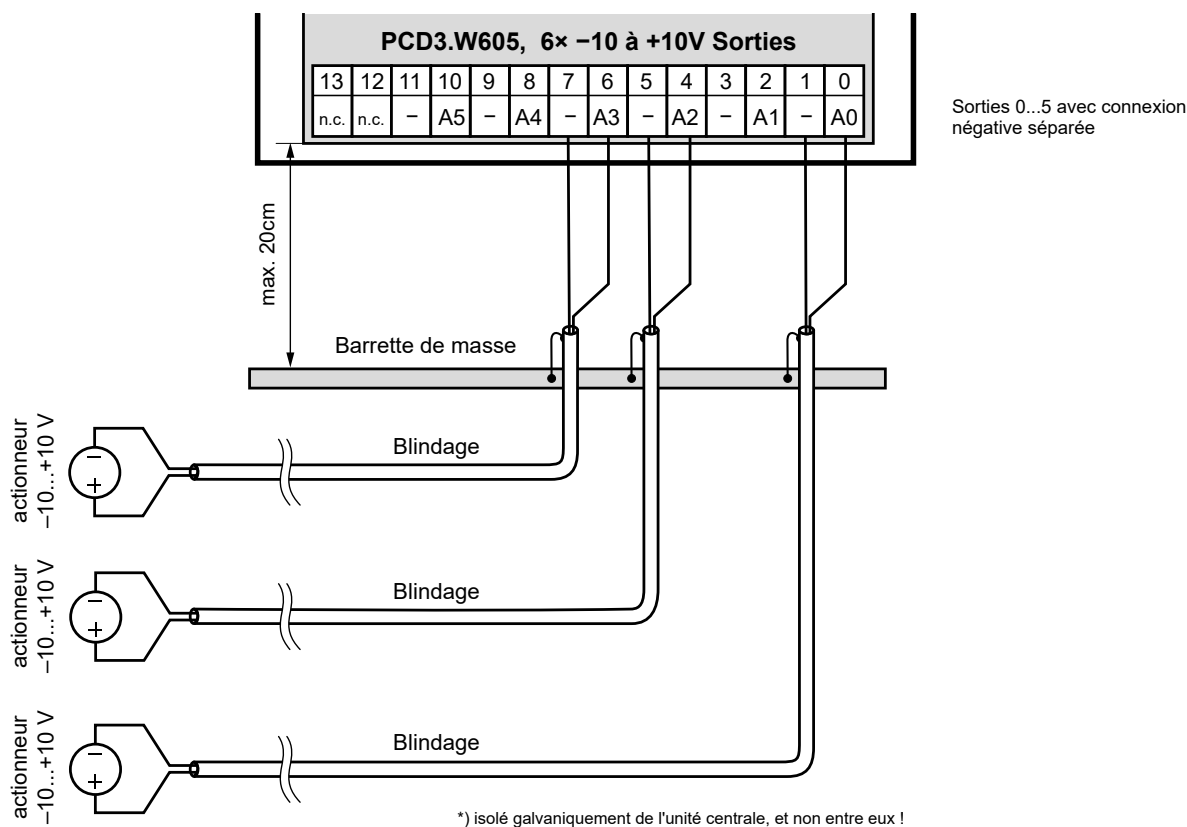 PCD3.W605, 6× −10 à +10V Sorties
13 12 11 10 9 8 7 6 5 4 3 2 1 0
n.c. n.c. − A5 − A4 − A3 − A2 − A1 − A0
Sorties 0...5 avec connexion
négative séparée
max. 20cm
Barrette de masse
actionneur
−10...+10 V
− +
Blindage
actionneur
−10...+10 V
− +
Blindage
actionneur
−10...+10 V
− +
Blindage
*) isolé galvaniquement de l'unité centrale, et non entre eux !